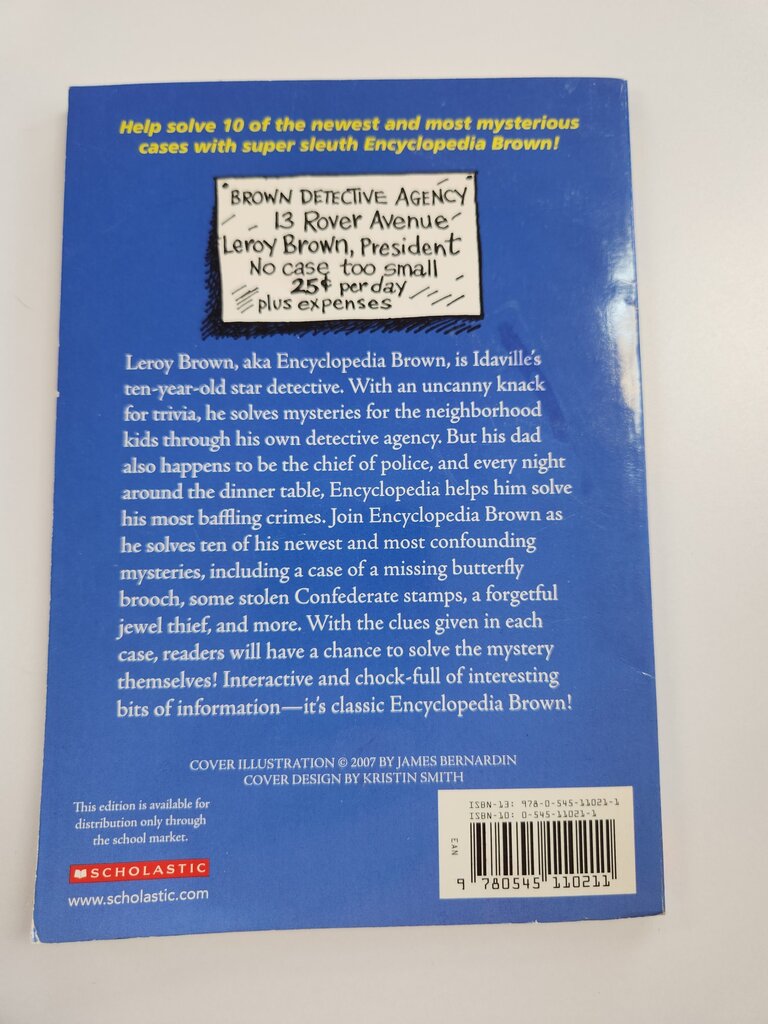 Help solve 10 of the newest and most mysterious
cases with super sleuth Encyclopedia Brown!
BROWN DETECTIVE AGENCY
13 Rover Avenue
Leroy Brown, President
No case too small
25¢ per day
plus expenses
Leroy Brown, aka Encyclopedia Brown, is Idaville's
ten-year-old star detective. With an uncanny knack
for trivia, he solves mysteries for the neighborhood
kids through his own detective agency. But his dad
also happens to be the chief of police, and every night
around the dinner table, Encyclopedia helps him solve
his most baffling crimes. Join Encyclopedia Brown as
he solves ten of his newest and most confounding
mysteries, including a case of a missing butterfly
brooch, some stolen Confederate stamps, a forgetful
jewel thief, and more. With the clues given in each
case, readers will have a chance to solve the mystery
themselves! Interactive and chock-full of interesting
bits of information—it's classic Encyclopedia Brown!
COVER ILLUSTRATION © 2007 BY JAMES BERNARDIN
COVER DESIGN BY KRISTIN SMITH
This edition is available for
distribution only through
the school market.
SCHOLASTIC
www.scholastic.com
ISBN-13: 978-0-545-11021-1
ISBN-10: 0-545-11021-1
EAN
9 780545 110211